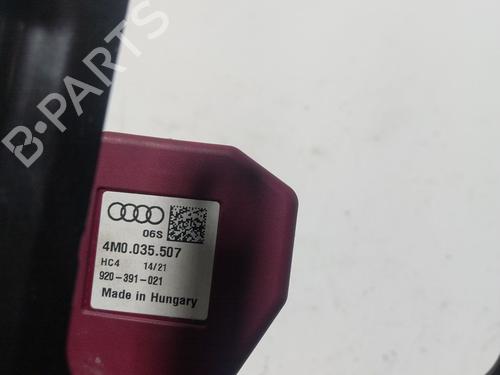 B-PARTS
06S
4M0.035.507
HC4 14/21
920-391-021
Made in Hungary